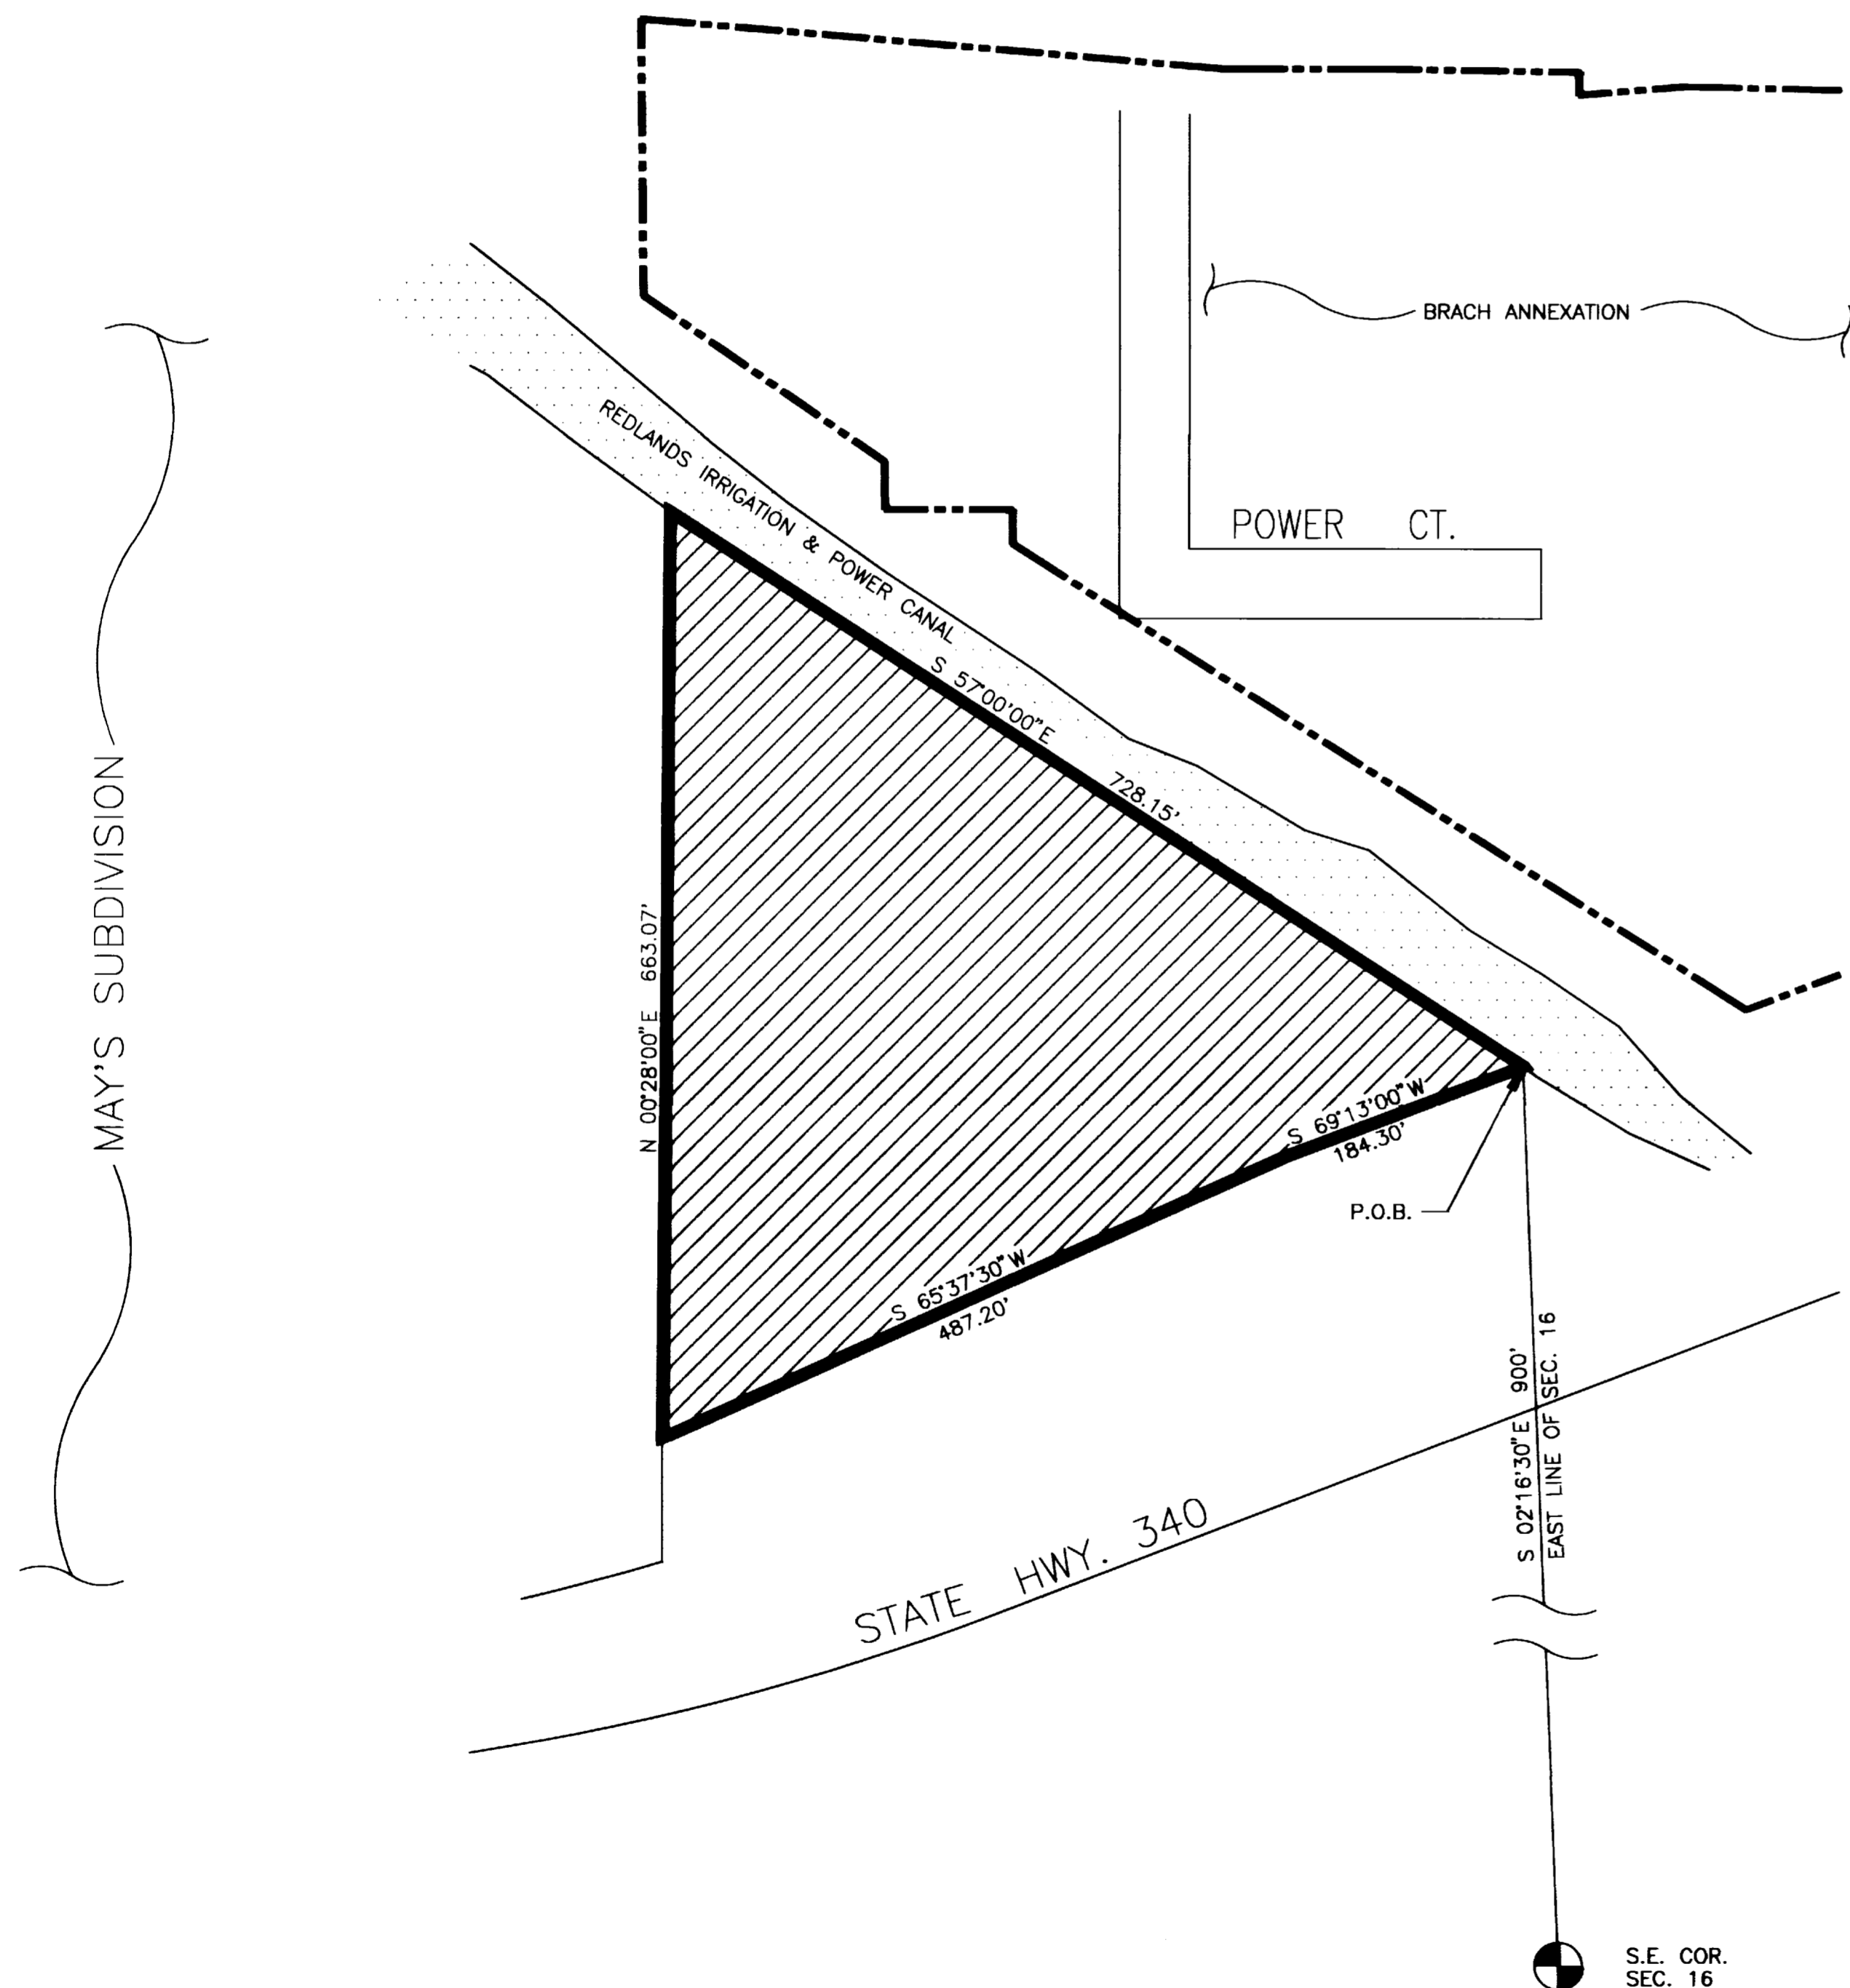 BRACH ANNEXATION
REDLANDS IRRIGATION & POWER CANAL
POWER CT.
S 57°00'00"E 728.15'
MAY'S SUBDIVISION
N 00°28'00"E 663.07'
S 69°13'00"W
184.30'
P.O.B.
S 65°37'30"W
487.20'
S 02°16'30"E 900'
EAST LINE OF SEC. 16
STATE HWY. 340
S.E. COR.
SEC. 16